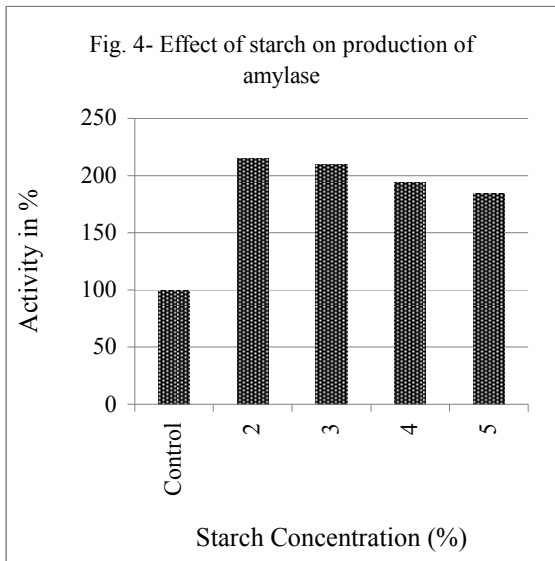 Fig. 4- Effect of starch on production of
amylase
250
200
150
100
50
0
Activity in %
Control
2
3
4
5
Starch Concentration (%)